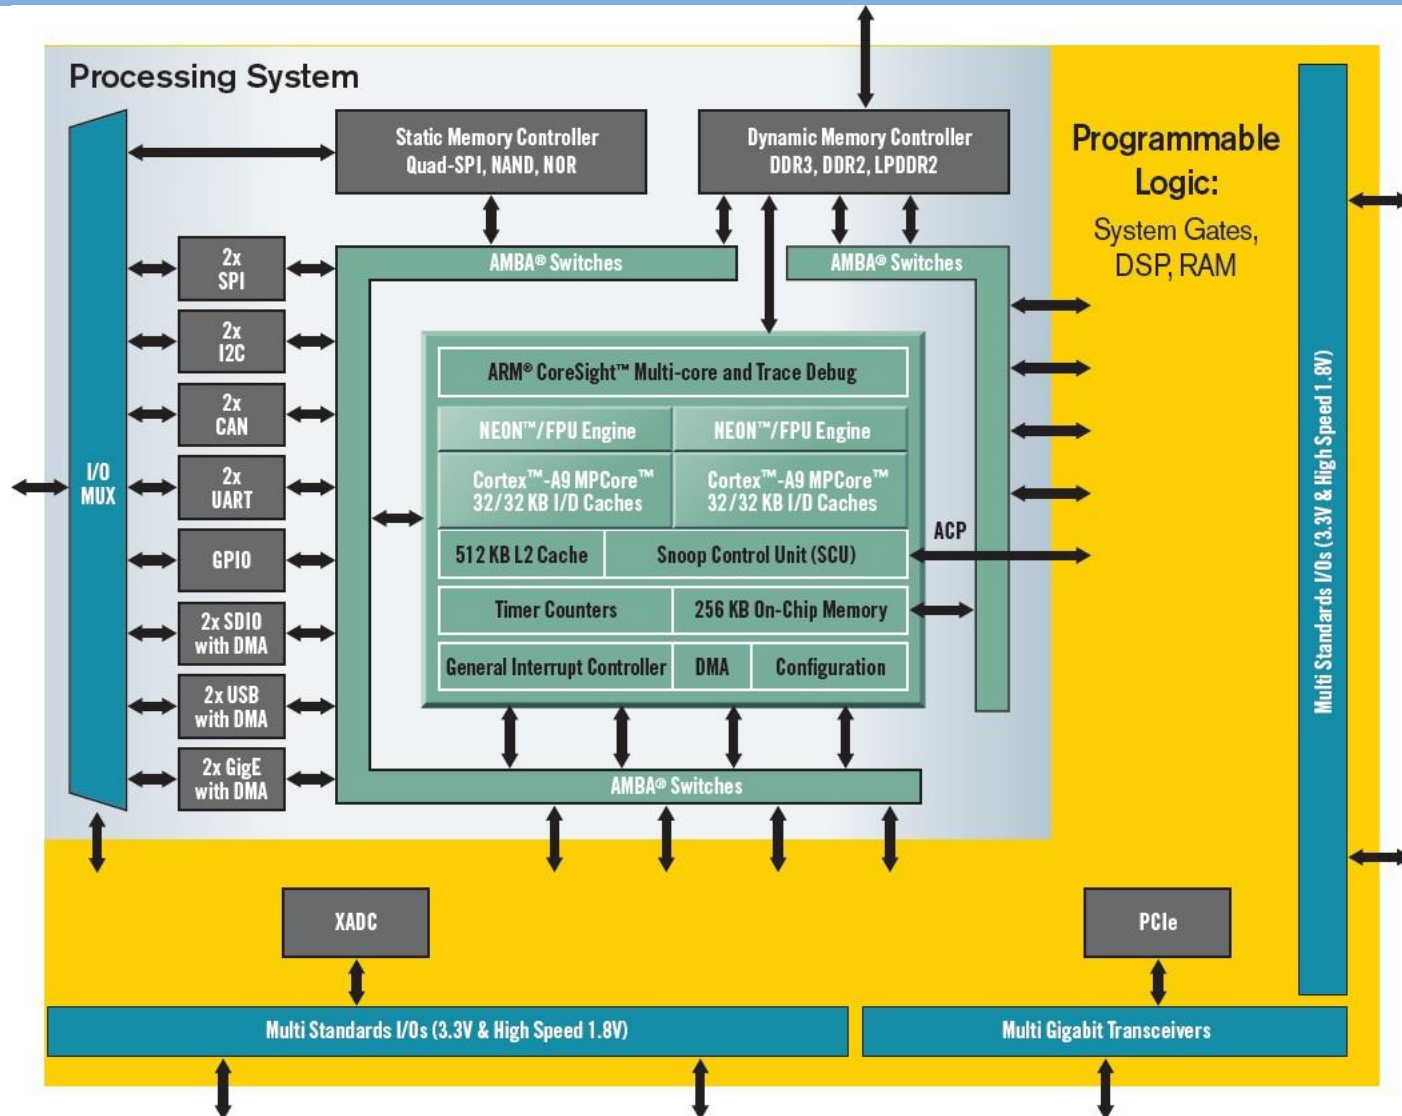 Processing System
Static Memory Controller
Quad-SPI, NAND, NOR
Dynamic Memory Controller
DDR3, DDR2, LPDDR2
Programmable
Logic:
System Gates,
DSP, RAM
AMBA® Switches
AMBA® Switches
2x
SPI
2x
I2C
2x
CAN
2x
UART
GPIO
2x SDIO
with DMA
2x USB
with DMA
2x GigE
with DMA
I/O
MUX
ARM® CoreSight™ Multi-core and Trace Debug
NEON™/FPU Engine
NEON™/FPU Engine
Cortex™-A9 MPCore™
32/32 KB I/D Caches
Cortex™-A9 MPCore™
32/32 KB I/D Caches
512 KB L2 Cache
Snoop Control Unit (SCU)
ACP
Timer Counters
256 KB On-Chip Memory
General Interrupt Controller
DMA
Configuration
AMBA® Switches
Multi Standards I/Os (3.3V & High Speed 1.8V)
XADC
PCIe
Multi Standards I/Os (3.3V & High Speed 1.8V)
Multi Gigabit Transceivers